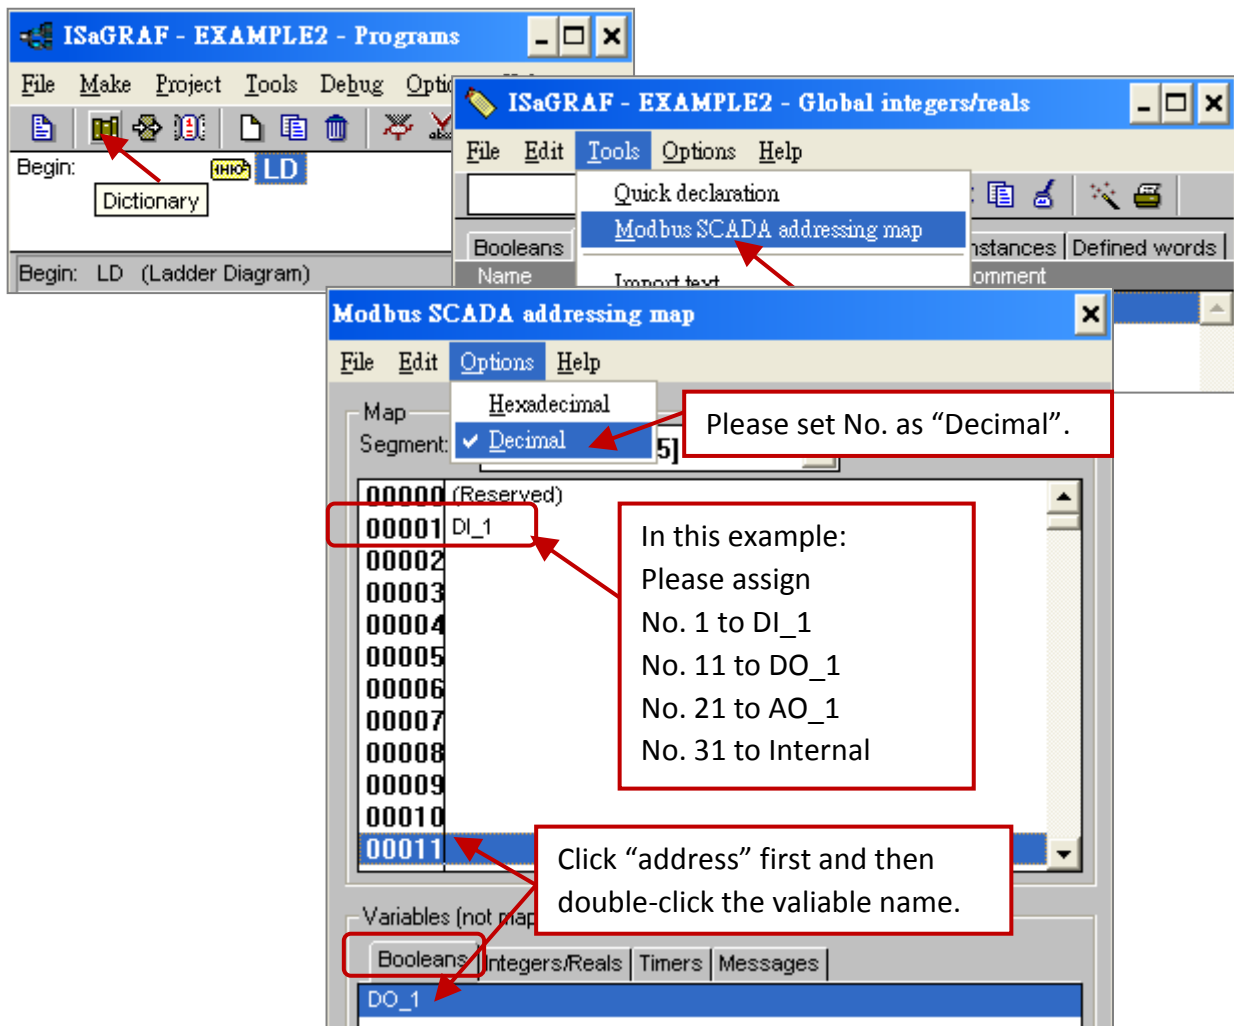 ISaGRAF - EXAMPLE2 - Programs
File Make Project Tools Debug
Begin: LD
Dictionary
Begin: LD (Ladder Diagram)
ISaGRAF - EXAMPLE2 - Global integers/reals
File Edit Tools Options Help
Quick declaration
Modbus SCADA addressing map
Import text
Booleans Defined words
Name
Modbus SCADA addressing map
File Edit Options Help
Hexadecimal
Decimal
Please set No. as “Decimal”.
Map
Segment: 5]
00000 (Reserved)
00001 DI_1
00002
00003
00004
00005
00006
00007
00008
00009
00010
00011
In this example:
Please assign
No. 1 to DI_1
No. 11 to DO_1
No. 21 to AO_1
No. 31 to Internal
Click “address” first and then
double-click the valiable name.
Variables (not map
Booleans Integers/Reals Timers Messages
DO_1